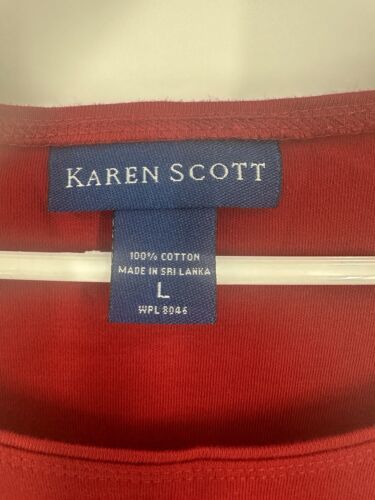 KAREN SCOTT
100% COTTON
MADE IN SRI LANKA
L
WPL 8046